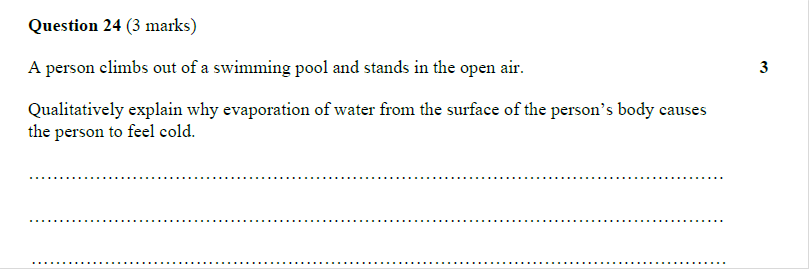 Question 24 (3 marks)
A person climbs out of a swimming pool and stands in the open air. 3
Qualitatively explain why evaporation of water from the surface of the person's body causes
the person to feel cold.